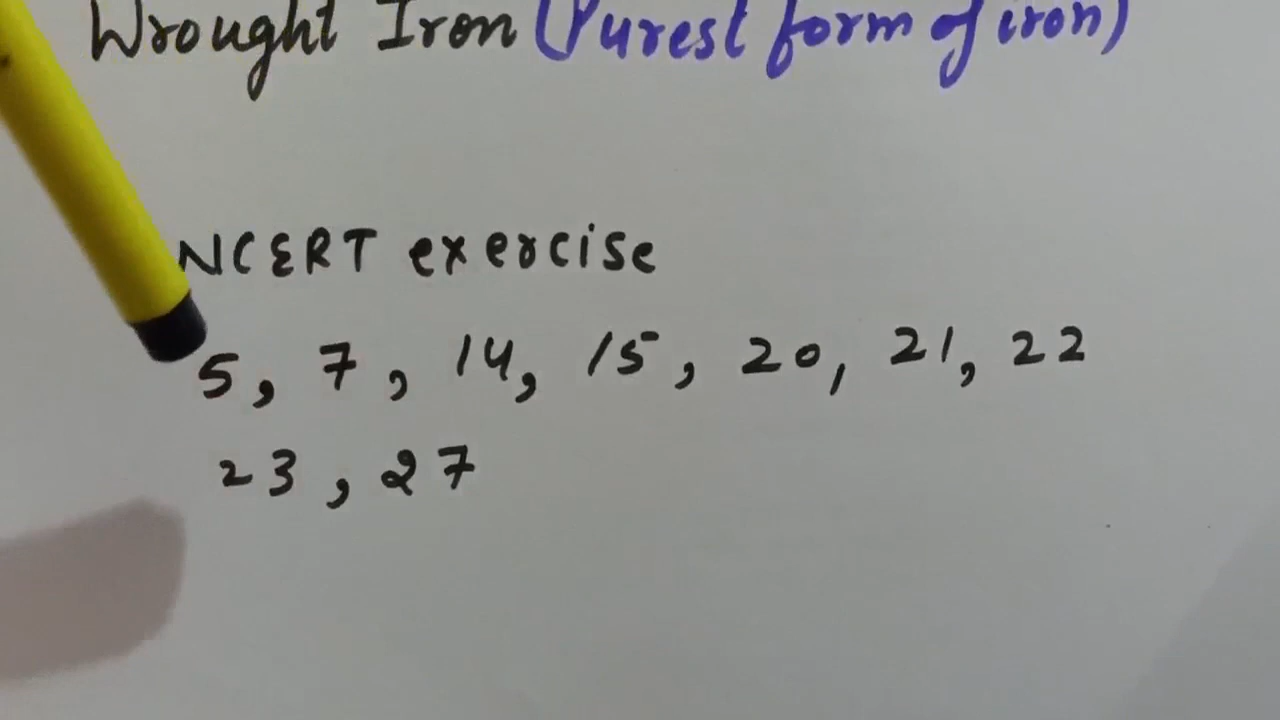 Wrought Iron (Purest form of iron)
NCERT exercise
5, 7, 14, 15, 20, 21, 22
23, 27